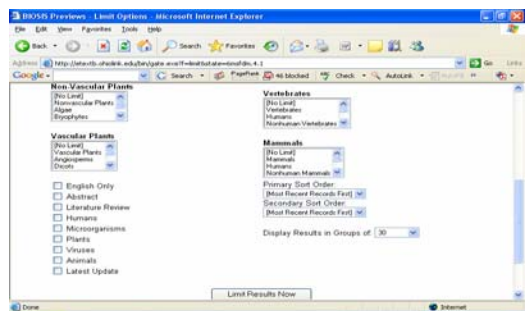 BIOSIS Previews - Limit Options - Microsoft Internet Explorer
File Edit View Favorites Tools Help
Back Search Favorites
Address Go Links
Google Search PageRank 46 blocked Check AutoLink
Non-Vascular Plants
[No Limit]
Nonvascular Plants
Algae
Bryophytes
Vertebrates
[No Limit]
Vertebrates
Humans
Nonhuman Vertebrates
Vascular Plants
[No Limit]
Vascular Plants
Angiosperms
Dicots
Mammals
[No Limit]
Mammals
Humans
Nonhuman Mammals
English Only
Abstract
Literature Review
Humans
Microorganisms
Plants
Viruses
Animals
Latest Update
Primary Sort Order:
[Most Recent Records First]
Secondary Sort Order:
[Most Recent Records First]
Display Results in Groups of 30
Limit Results Now
Done Internet